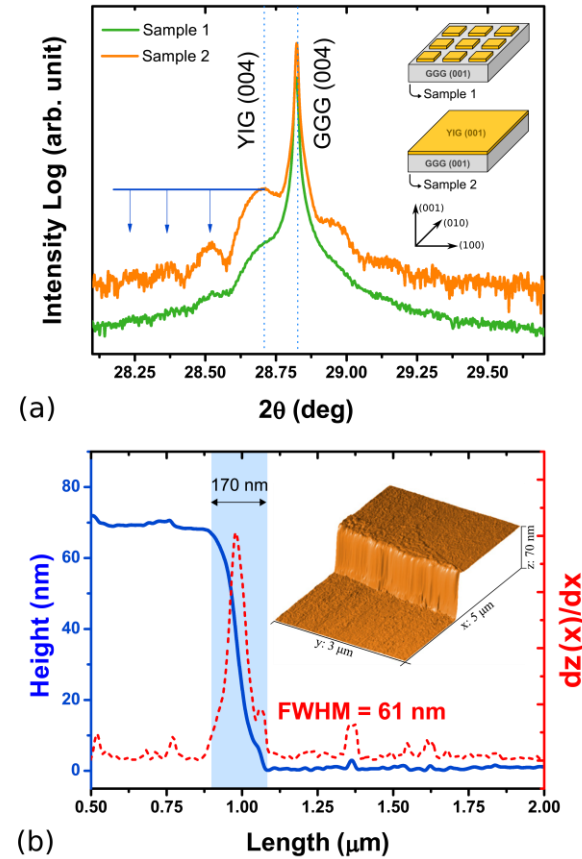 (a)
Intensity Log (arb. unit)
Sample 1
Sample 2
YIG (004)
GGG (004)
GGG (001)
Sample 1
YIG (001)
GGG (001)
Sample 2
(001)
(010)
(100)
28.25 28.50 28.75 29.00 29.25 29.50
2θ (deg)
(b)
Height (nm)
80
60
40
20
0
170 nm
z: 70 nm
x: 5 μm
y: 3 μm
FWHM = 61 nm
dz(x)/dx
0.50 0.75 1.00 1.25 1.50 1.75 2.00
Length (μm)